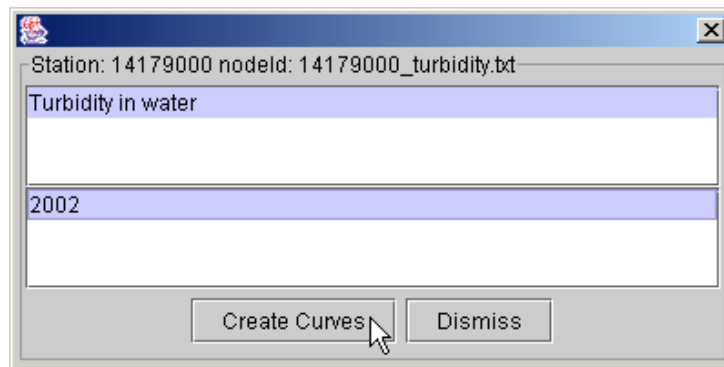 Station: 14179000 nodeId: 14179000_turbidity.txt
Turbidity in water
2002
Create Curves Dismiss